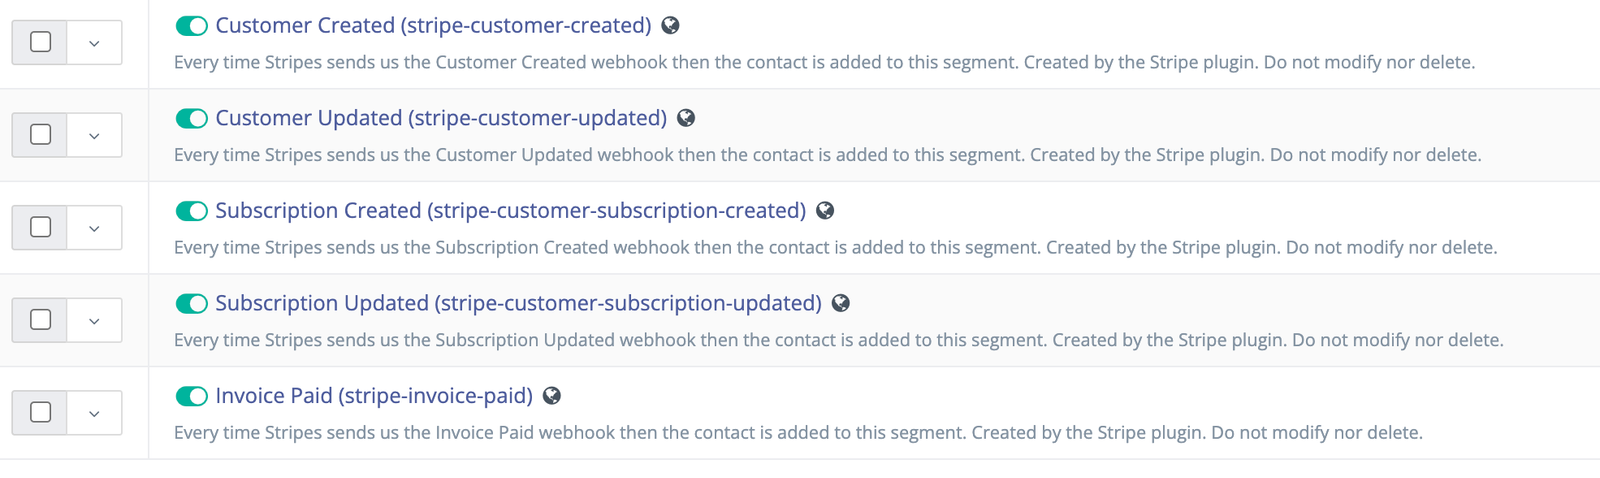 Customer Created (stripe-customer-created)
Every time Stripes sends us the Customer Created webhook then the contact is added to this segment. Created by the Stripe plugin. Do not modify nor delete.
Customer Updated (stripe-customer-updated)
Every time Stripes sends us the Customer Updated webhook then the contact is added to this segment. Created by the Stripe plugin. Do not modify nor delete.
Subscription Created (stripe-customer-subscription-created)
Every time Stripes sends us the Subscription Created webhook then the contact is added to this segment. Created by the Stripe plugin. Do not modify nor delete.
Subscription Updated (stripe-customer-subscription-updated)
Every time Stripes sends us the Subscription Updated webhook then the contact is added to this segment. Created by the Stripe plugin. Do not modify nor delete.
Invoice Paid (stripe-invoice-paid)
Every time Stripes sends us the Invoice Paid webhook then the contact is added to this segment. Created by the Stripe plugin. Do not modify nor delete.